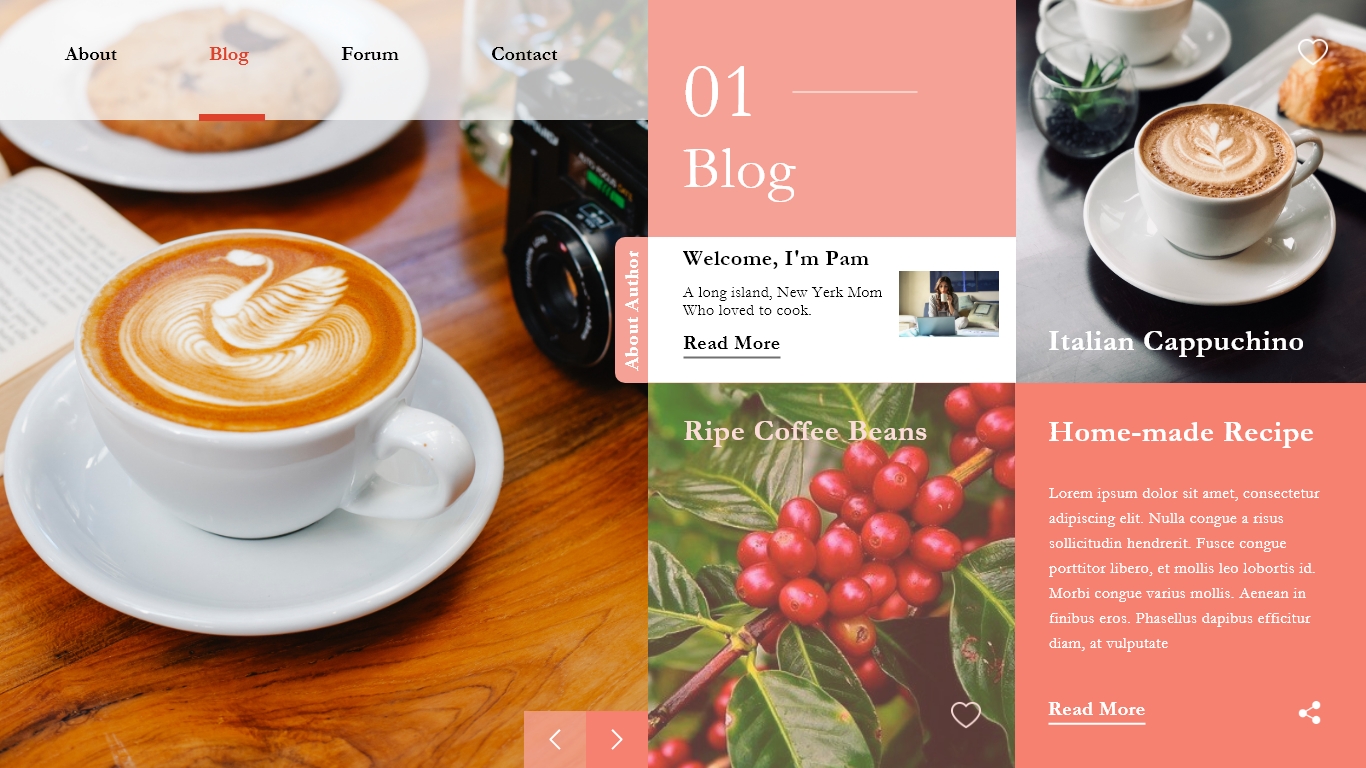 About
Blog
Forum
Contact
01
Blog
About Author
Welcome, I'm Pam
A long island, New Yerk Mom
Who loved to cook.
Read More
Italian Cappuchino
Ripe Coffee Beans
Home-made Recipe
Lorem ipsum dolor sit amet, consectetur
adipiscing elit. Nulla congue a risus
sollicitudin hendrerit. Fusce congue
porttitor libero, et mollis leo lobortis id.
Morbi congue varius mollis. Aenean in
finibus eros. Phasellus dapibus efficitur
diam, at vulputate
Read More